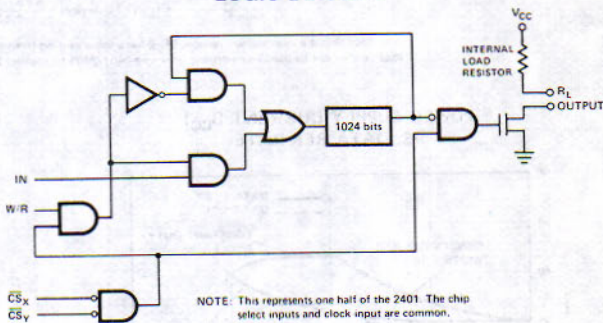 VCC
INTERNAL
LOAD
RESISTOR
RL
OUTPUT
1024 bits
IN
W/R
CSX
CSY
NOTE: This represents one half of the 2401. The chip
select inputs and clock input are common.